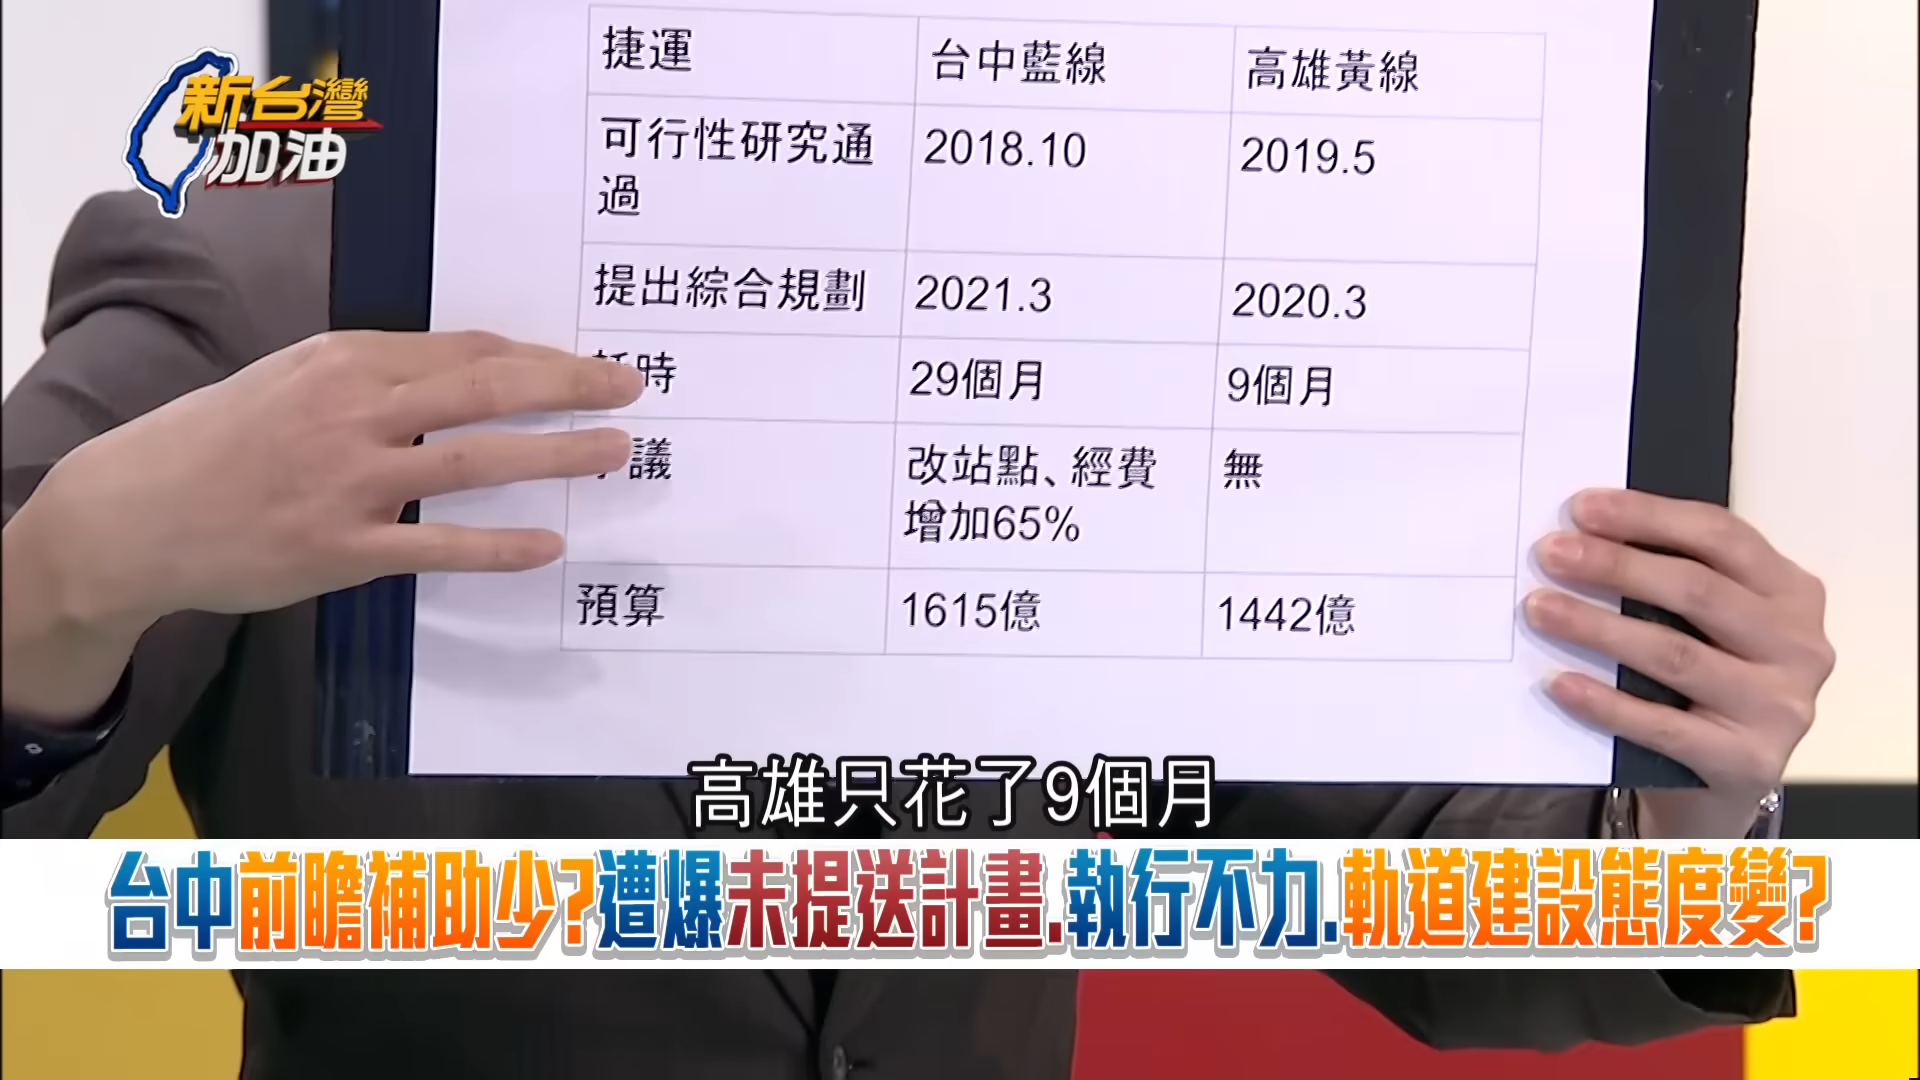 新台灣
加油
捷運 台中藍線 高雄黃線
可行性研究通 2018.10 2019.5
過
提出綜合規劃 2021.3 2020.3
時 29個月 9個月
議 改站點、經費 無
增加65%
預算 1615億 1442億
高雄只花了9個月
台中前瞻補助少?遭爆未提送計畫.執行不力.軌道建設態度變?